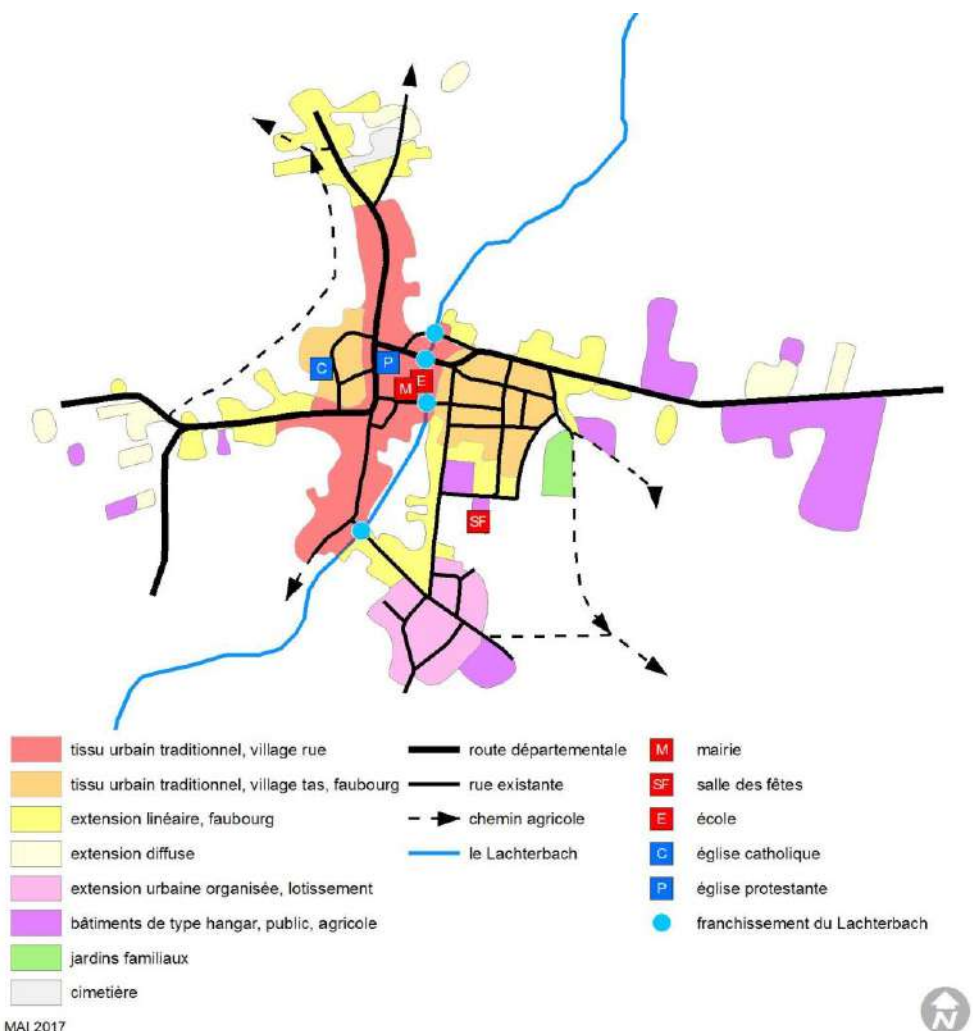 C
P
M
E
SF
tissu urbain traditionnel, village rue
tissu urbain traditionnel, village tas, faubourg
extension linéaire, faubourg
extension diffuse
extension urbaine organisée, lotissement
bâtiments de type hangar, public, agricole
jardins familiaux
cimetière
route départementale
rue existante
chemin agricole
le Lachterbach
M mairie
SF salle des fêtes
E école
C église catholique
P église protestante
franchissement du Lachterbach
MAI 2017
N